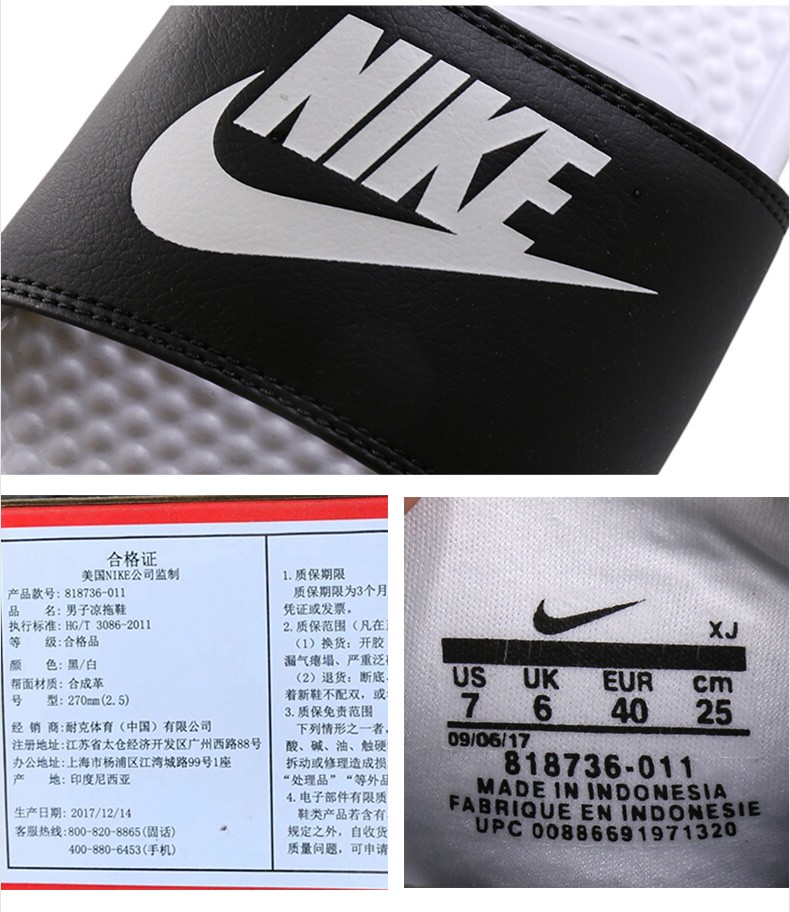 NIKE
合格证
美国NIKE公司监制
产品款号: 818736-011
品 名: 男子凉拖鞋
执行标准: HG/T 3086-2011
等 级: 合格品
颜 色: 黑/白
帮面材质: 合成革
号 型: 270mm(2.5)
经 销 商: 耐克体育（中国）有限公司
注册地址: 江苏省太仓经济开发区广州西路88号
办公地址: 上海市杨浦区江湾城路99号1座
产 地: 印度尼西亚
生产日期: 2017/12/14
客服热线: 800-820-8865(固话)
400-880-6453(手机)
1.质保期限
质保期限为3个月
凭证或发票。
2.质保范围（凡在
（1）换货: 开胶
漏气瘪塌、严重泛
（2）退货: 断底、
着新鞋不配双，或
3.质保免责范围
下列情形之一者，
酸、碱、油、触硬
拆动或修理造成损
“处理品”“等外品
4.电子部件有限质
鞋类产品若含有
规定之外，自收货
质量问题，可申请
XJ
US UK EUR cm
7 6 40 25
09/06/17
818736-011
MADE IN INDONESIA
FABRIQUE EN INDONESIE
UPC 00886691971320